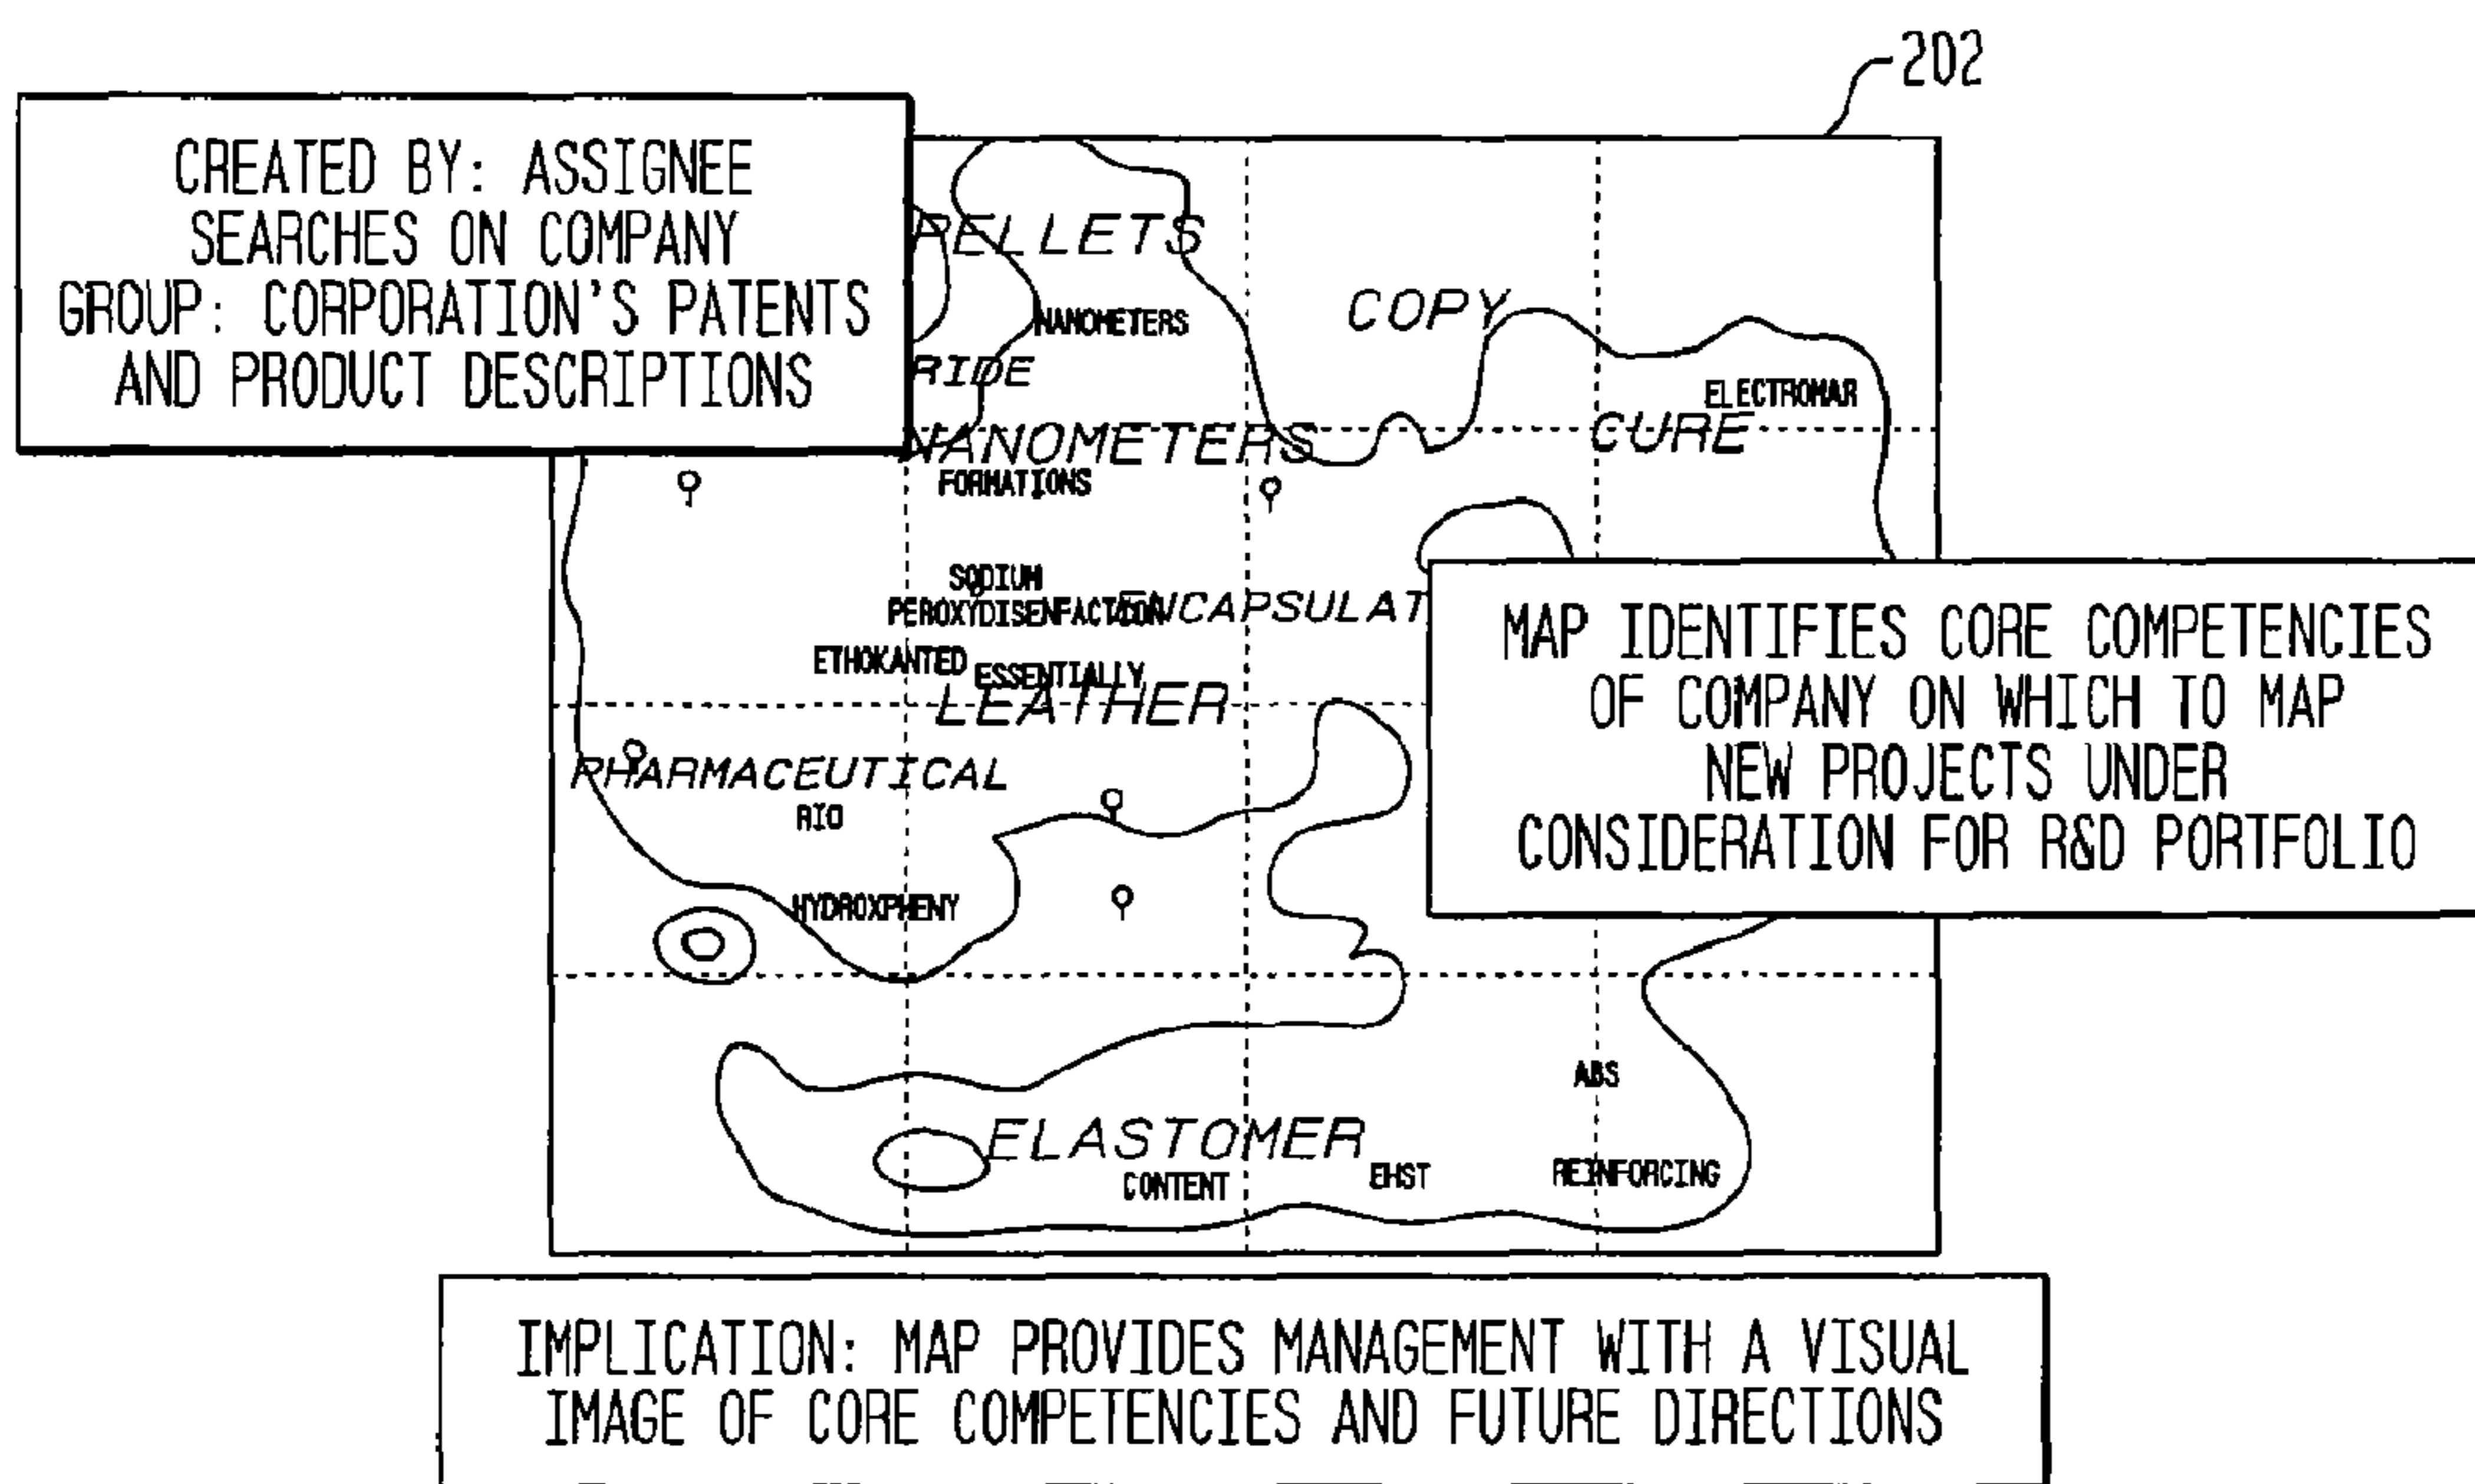 202
CREATED BY: ASSIGNEE
SEARCHES ON COMPANY
GROUP: CORPORATION'S PATENTS
AND PRODUCT DESCRIPTIONS
PELLETS
NANOMETERS
COPY
RIDE
ELECTROMAR
CURE
NANOMETERS
FORMATIONS
SODIUM
PEROXYDISENFACTION
ENCAPSULAT
ETHOKANTED
ESSENTIALLY
LEATHER
MAP IDENTIFIES CORE COMPETENCIES
OF COMPANY ON WHICH TO MAP
NEW PROJECTS UNDER
CONSIDERATION FOR R&D PORTFOLIO
PHARMACEUTICAL
HYDROXPHENY
ABS
ELASTOMER
CONTENT
EHST
REINFORCING
IMPLICATION: MAP PROVIDES MANAGEMENT WITH A VISUAL
IMAGE OF CORE COMPETENCIES AND FUTURE DIRECTIONS